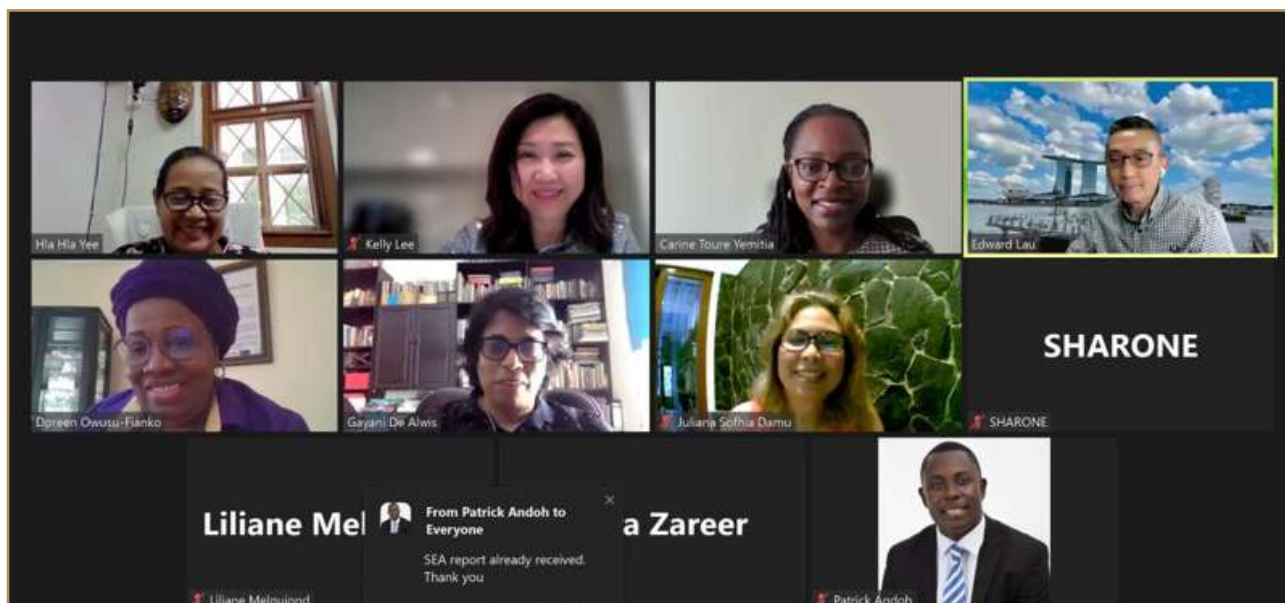 Hla Hla Yee
Kelly Lee
Carine Toure Yemitia
Edward Lau
Doreen Owusu-Fianko
Gayani De Alwis
Juliana Sofhia Damu
SHARONE
SHARONE
Liliane Mel
a Zareer
From Patrick Andoh to
Everyone
SEA report already received.
Thank you
Liliane
Patrick Andoh